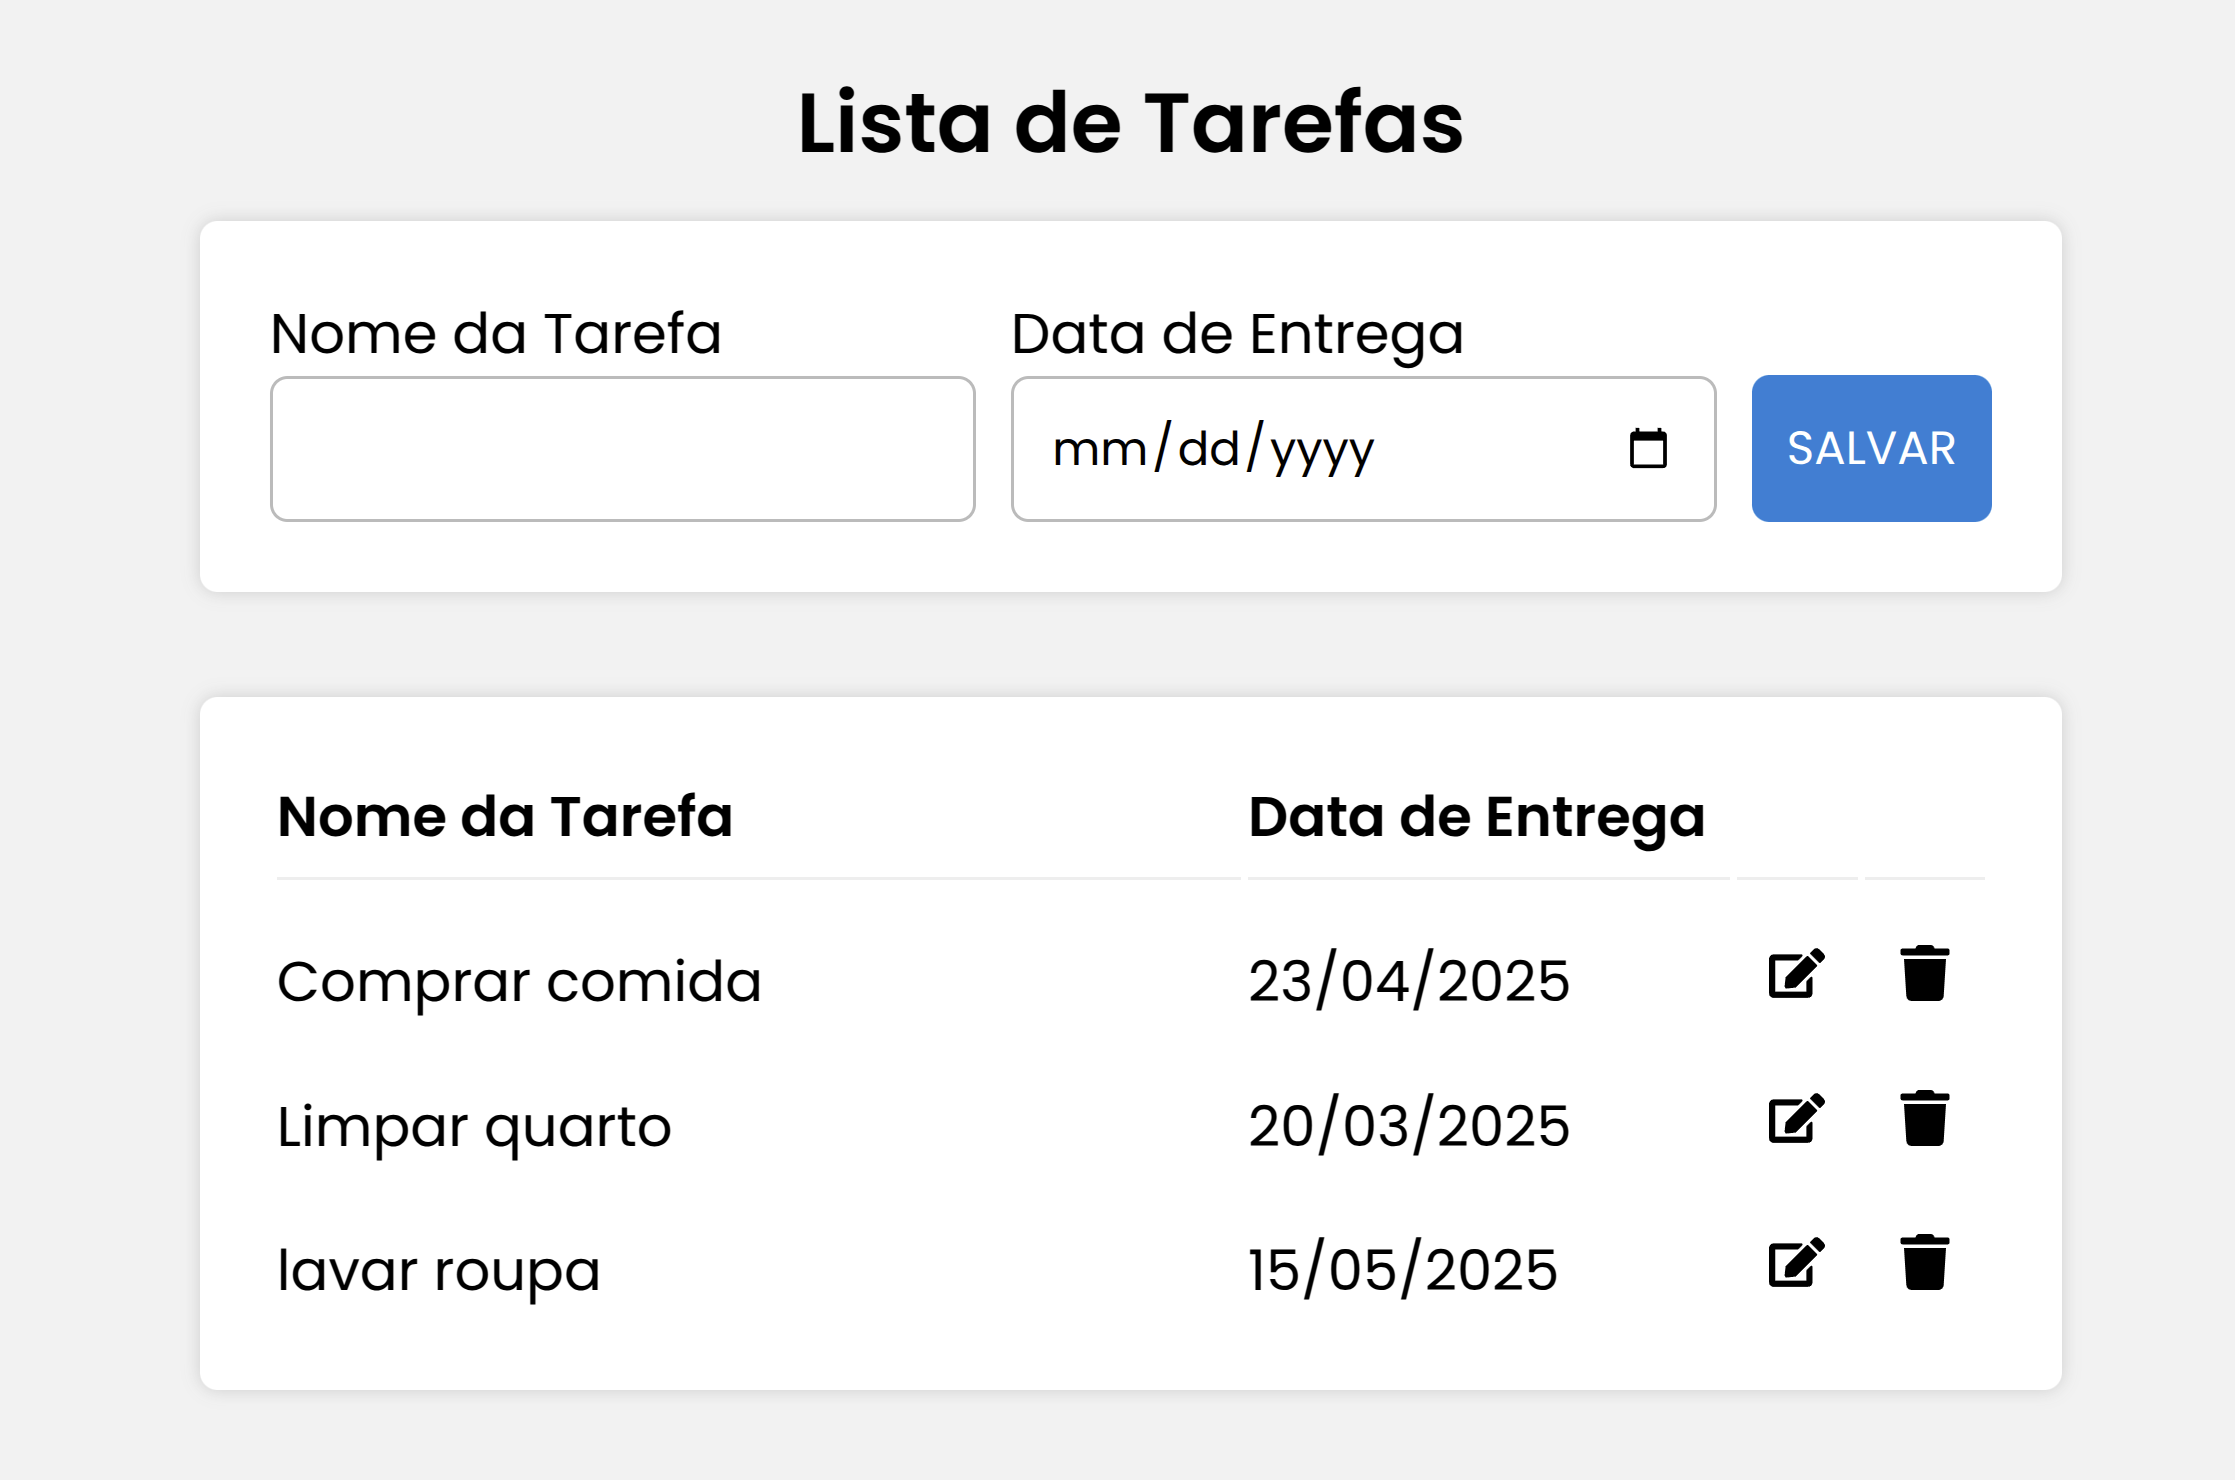 Lista de Tarefas
Nome da Tarefa Data de Entrega
mm/dd/yyyy SALVAR
Nome da Tarefa Data de Entrega
Comprar comida 23/04/2025
Limpar quarto 20/03/2025
lavar roupa 15/05/2025